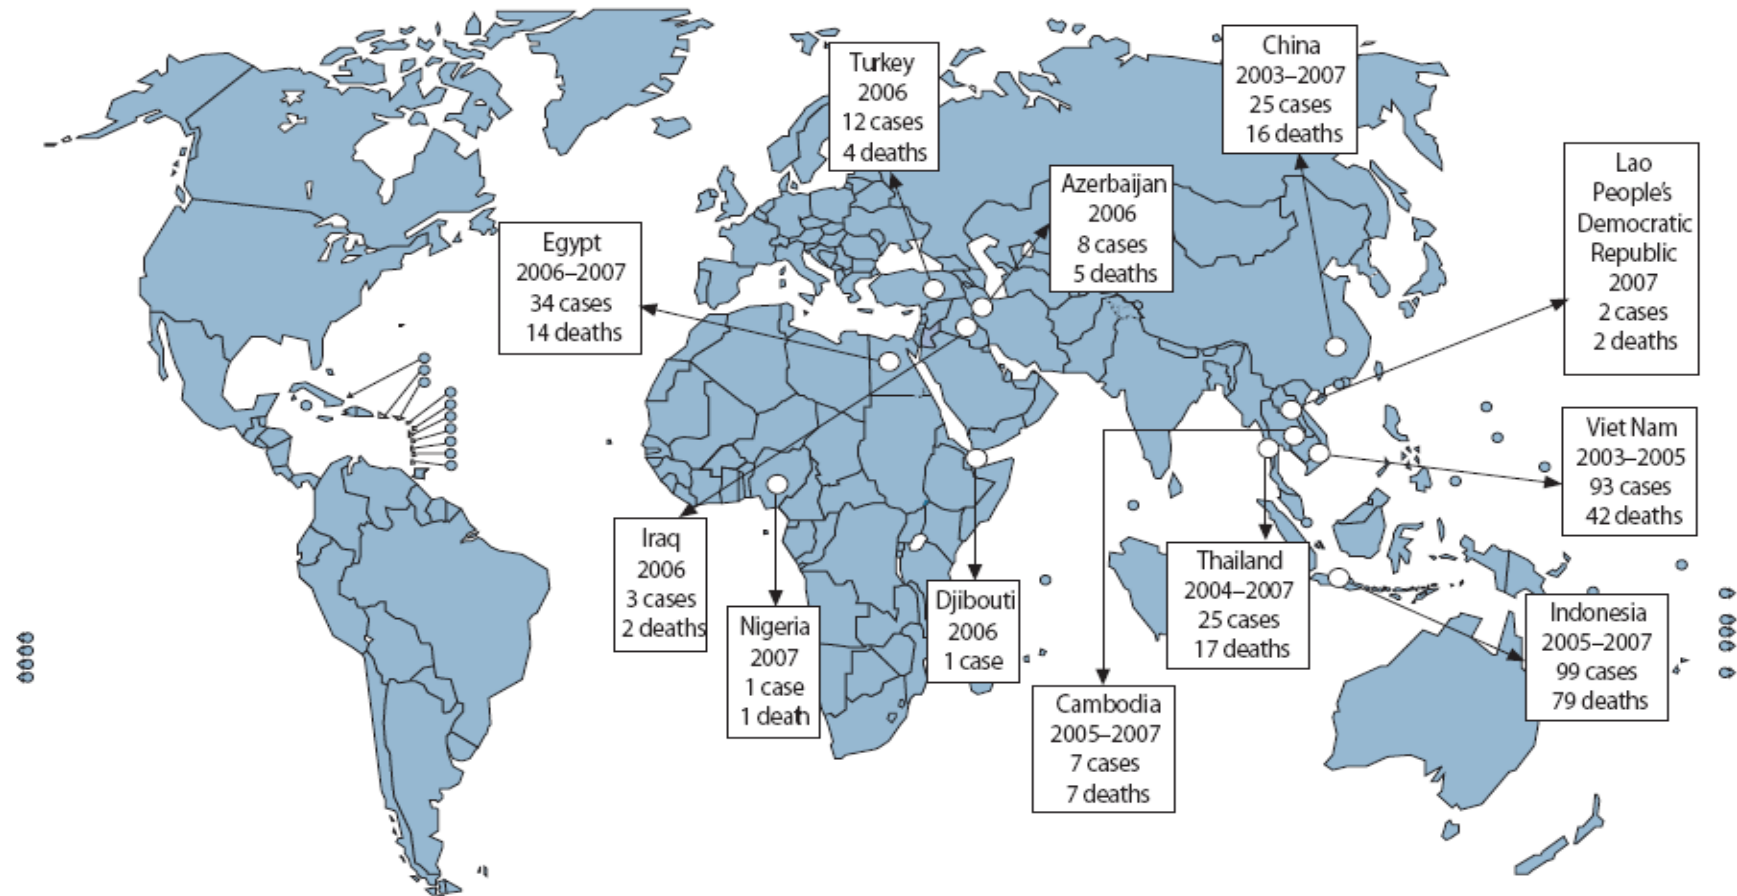 Turkey
2006
12 cases
4 deaths
China
2003–2007
25 cases
16 deaths
Azerbaijan
2006
8 cases
5 deaths
Lao
People's
Democratic
Republic
2007
2 cases
2 deaths
Egypt
2006–2007
34 cases
14 deaths
Viet Nam
2003–2005
93 cases
42 deaths
Iraq
2006
3 cases
2 deaths
Nigeria
2007
1 case
1 death
Djibouti
2006
1 case
Thailand
2004–2007
25 cases
17 deaths
Cambodia
2005–2007
7 cases
7 deaths
Indonesia
2005–2007
99 cases
79 deaths